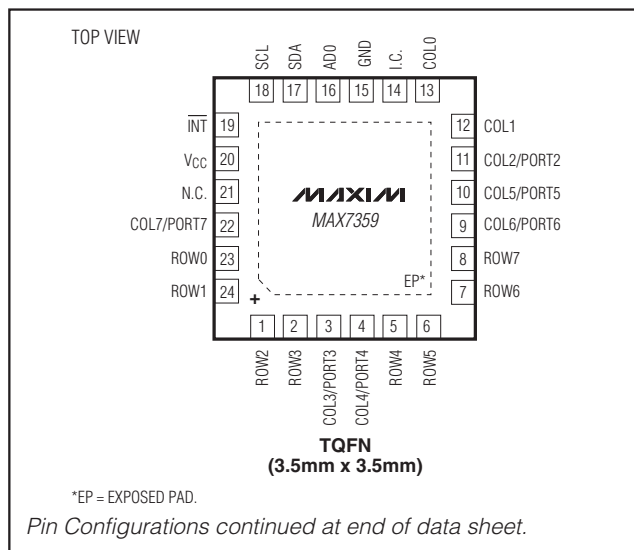 TOP VIEW
SCL
SDA
AD0
GND
I.C.
COL0
18
17
16
15
14
13
INT 19
VCC 20
N.C. 21
COL7/PORT7 22
ROW0 23
ROW1 24
12 COL1
11 COL2/PORT2
10 COL5/PORT5
9 COL6/PORT6
8 ROW7
7 ROW6
MAXIM
MAX7359
EP*
+
1
2
3
4
5
6
ROW2
ROW3
COL3/PORT3
COL4/PORT4
ROW4
ROW5
TQFN
(3.5mm x 3.5mm)
*EP = EXPOSED PAD.
Pin Configurations continued at end of data sheet.